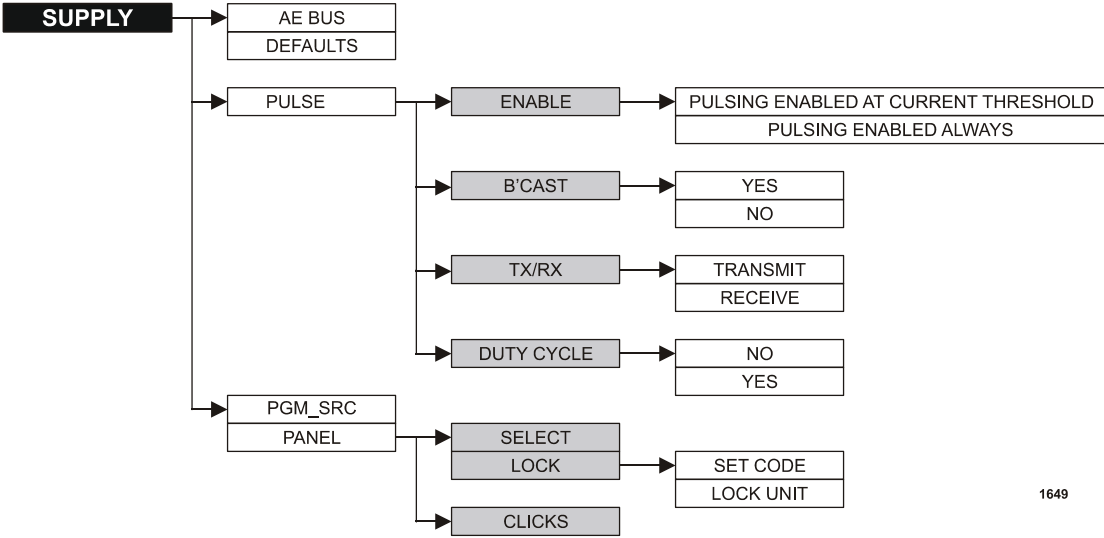 SUPPLY
AE BUS
DEFAULTS
PULSE
ENABLE
PULSING ENABLED AT CURRENT THRESHOLD
PULSING ENABLED ALWAYS
B’CAST
YES
NO
TX/RX
TRANSMIT
RECEIVE
DUTY CYCLE
NO
YES
PGM_SRC
PANEL
SELECT
LOCK
SET CODE
LOCK UNIT
CLICKS
1649